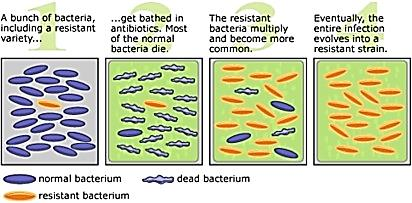 1
A bunch of bacteria,
including a resistant
variety...
2
...get bathed in
antibiotics. Most
of the normal
bacteria die.
3
The resistant
bacteria multiply
and become more
common.
4
Eventually, the
entire infection
evolves into a
resistant strain.
normal bacterium
dead bacterium
resistant bacterium